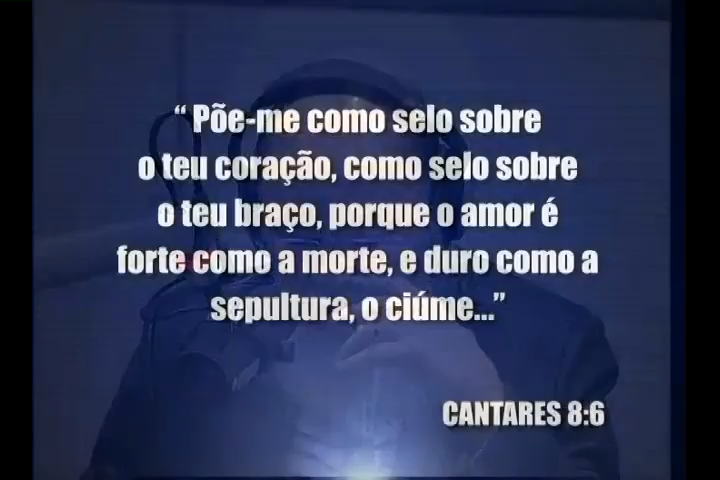 “ Põe-me como selo sobre
o teu coração, como selo sobre
o teu braço, porque o amor é
forte como a morte, e duro como a
sepultura, o ciúme...”
CANTARES 8:6